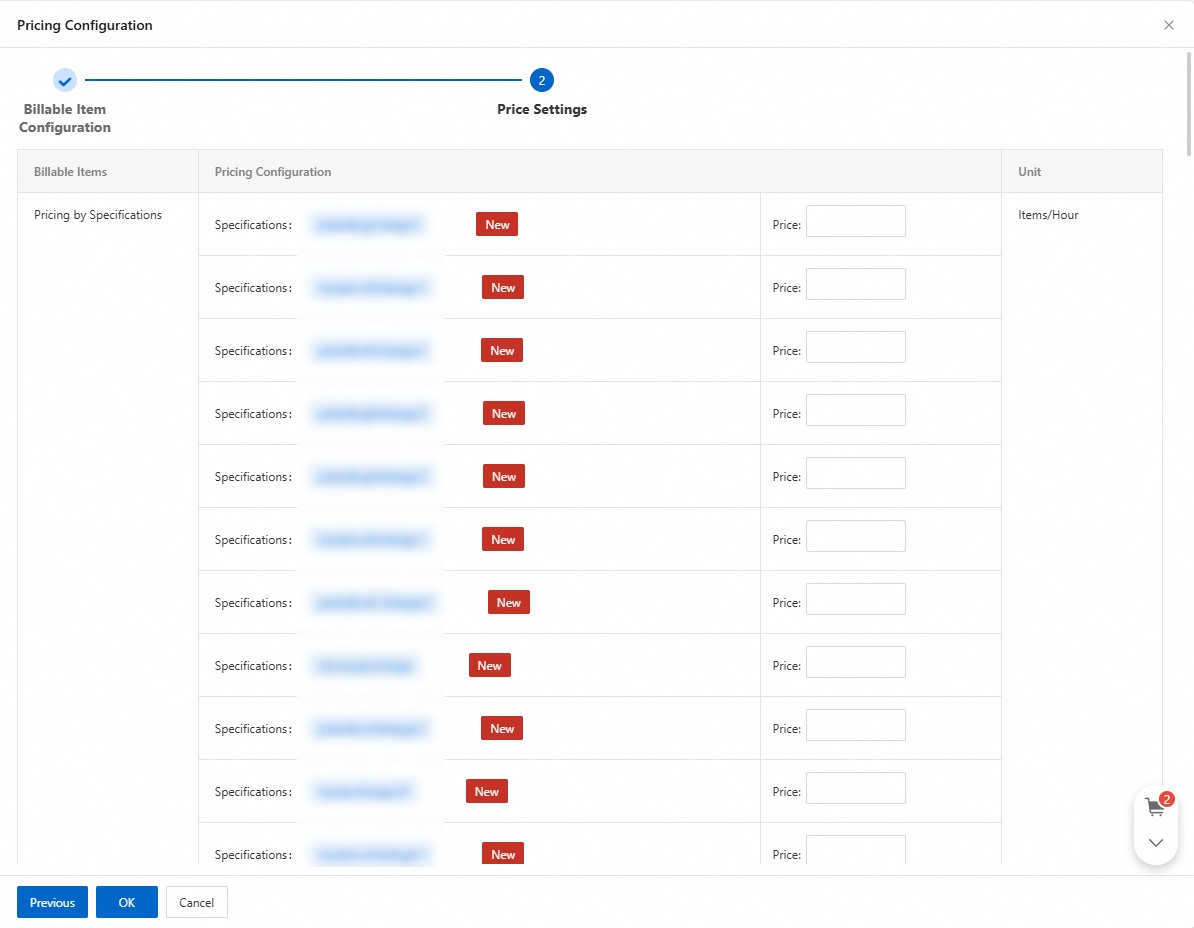 Pricing Configuration
2
Billable Item
Configuration
Price Settings
Billable Items
Pricing Configuration
Unit
Pricing by Specifications
Specifications:
New
Price:
Items/Hour
Specifications:
New
Price:
Specifications:
New
Price:
Specifications:
New
Price:
Specifications:
New
Price:
Specifications:
New
Price:
Specifications:
New
Price:
Specifications:
New
Price:
Specifications:
New
Price:
Specifications:
New
Price:
Specifications:
New
Price:
2
Previous
OK
Cancel